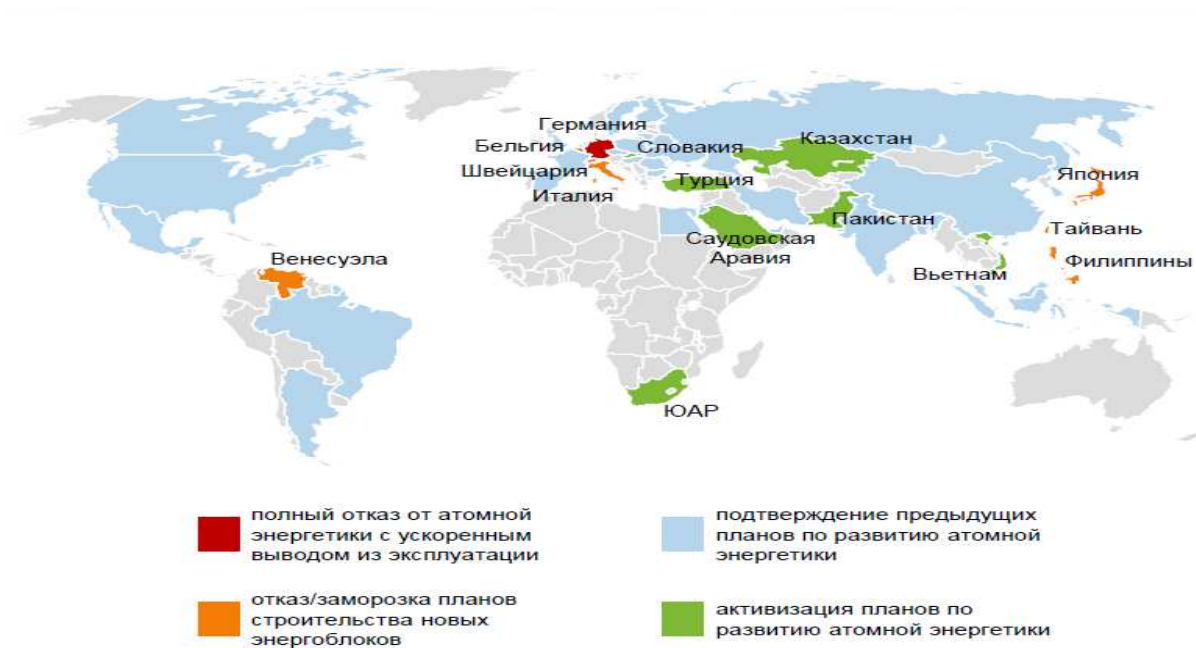 Германия
Бельгия
Словакия
Казахстан
Швейцария
Италия
Турция
Япония
Пакистан
Тайвань
Саудовская
Аравия
Венесуэла
Вьетнам
Филиппины
ЮАР
полный отказ от атомной
энергетики с ускоренным
выводом из эксплуатации
подтверждение предыдущих
планов по развитию атомной
энергетики
отказ/заморозка планов
строительства новых
энергоблоков
активизация планов по
развитию атомной энергетики